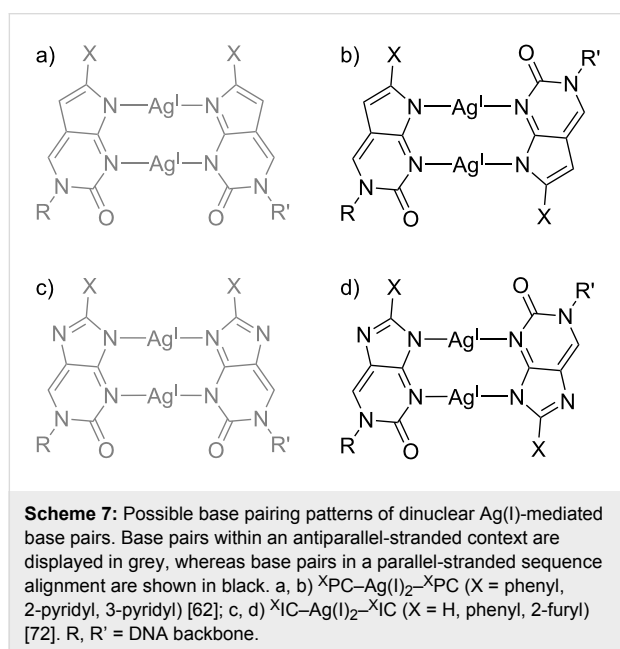 a) X X b) X O R'
N Ag^I N N Ag^I N N
N Ag^I N N Ag^I N
N N N
R O O R' R O X
c) X X d) X O R'
N N Ag^I N N N N Ag^I N N
N Ag^I N N Ag^I N N
N N N
R O O R' R O X
Scheme 7: Possible base pairing patterns of dinuclear Ag(I)-mediated
base pairs. Base pairs within an antiparallel-stranded context are
displayed in grey, whereas base pairs in a parallel-stranded sequence
alignment are shown in black. a, b) ^XPC–Ag(I)₂–^XPC (X = phenyl,
2-pyridyl, 3-pyridyl) [62]; c, d) ^XIC–Ag(I)₂–^XIC (X = H, phenyl, 2-furyl)
[72]. R, R' = DNA backbone.